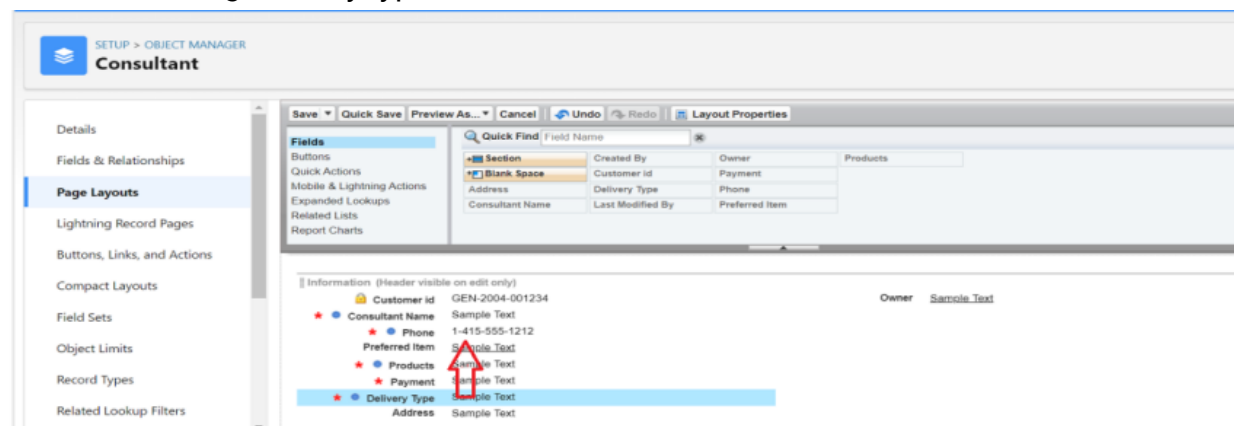 SETUP > OBJECT MANAGER
Consultant
Details
Fields & Relationships
Page Layouts
Lightning Record Pages
Buttons, Links, and Actions
Compact Layouts
Field Sets
Object Limits
Record Types
Related Lookup Filters
Save Quick Save Preview As... Cancel Undo Redo Layout Properties
Fields
Buttons
Quick Actions
Mobile & Lightning Actions
Expanded Lookups
Related Lists
Report Charts
Quick Find Field Name
Section Created By Owner Products
Blank Space Customer id Payment
Address Delivery Type Phone
Consultant Name Last Modified By Preferred Item
Information (Header visible on edit only)
Customer id GEN-2004-001234 Owner Sample Text
* Consultant Name Sample Text
* Phone 1-415-555-1212
Preferred Item Sample Text
* Products Sample Text
* Payment Sample Text
* Delivery Type Sample Text
Address Sample Text